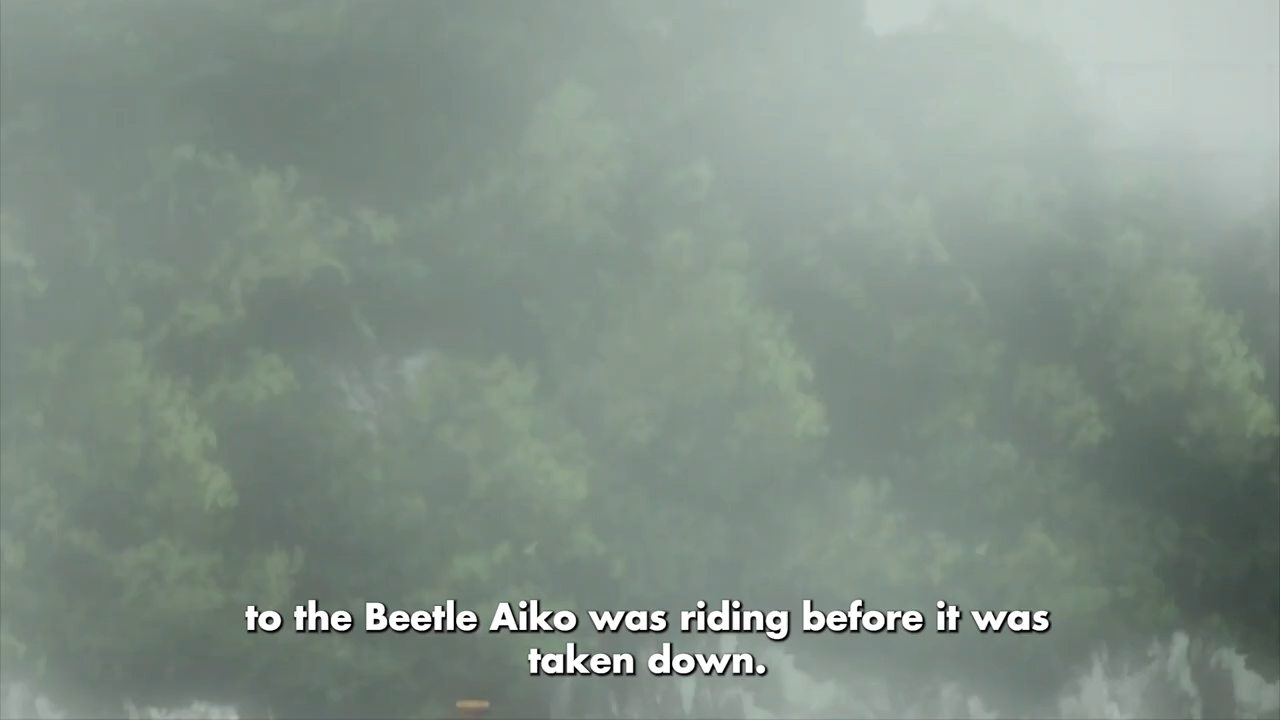 to the Beetle Aiko was riding before it was
taken down.